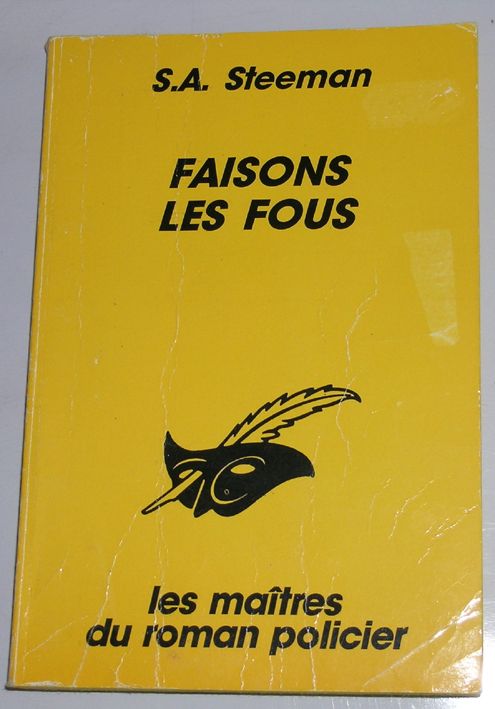 S.A. Steeman
FAISONS
LES FOUS
les maîtres
du roman policier